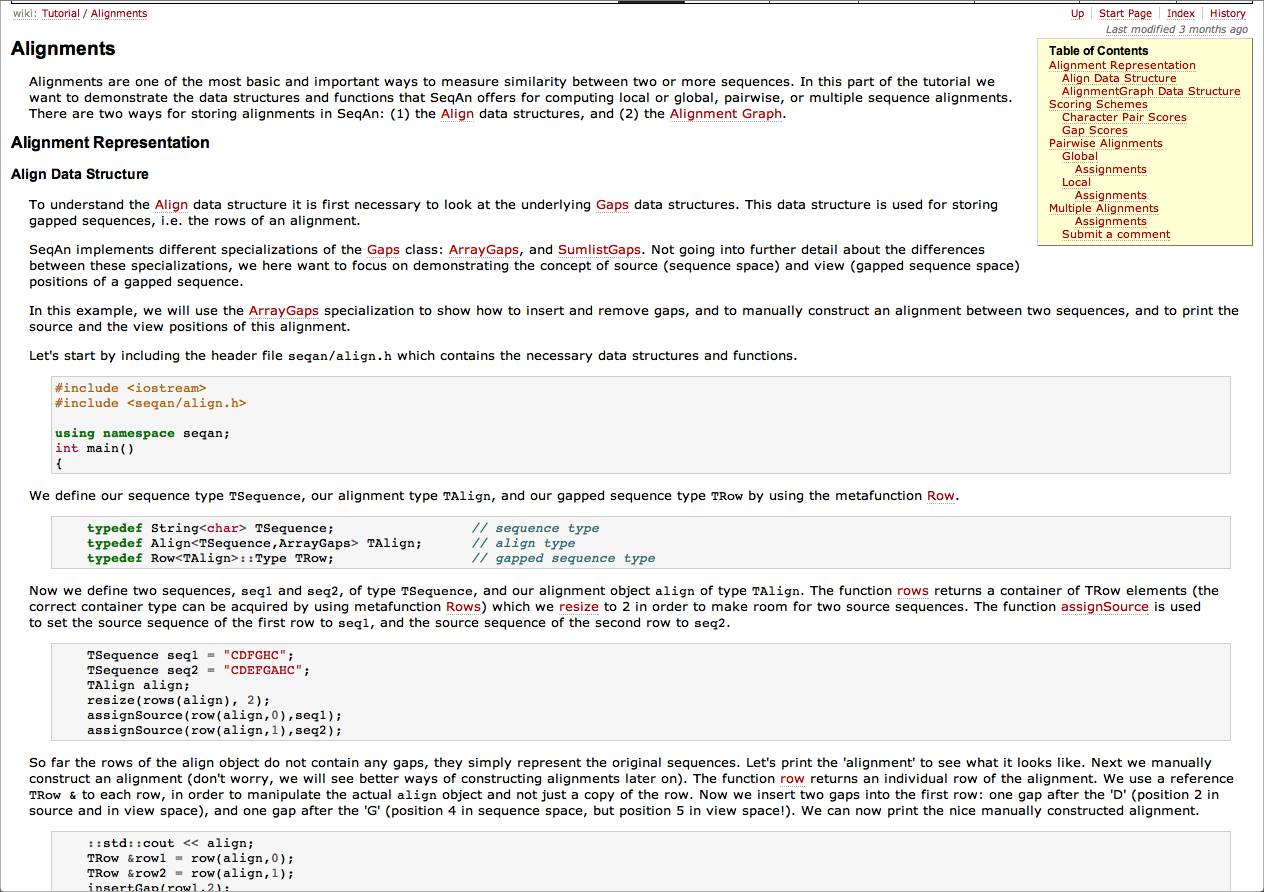 wiki: Tutorial / Alignments
Up | Start Page | Index | History
Last modified 3 months ago
Alignments
Table of Contents
Alignment Representation
Align Data Structure
AlignmentGraph Data Structure
Scoring Schemes
Character Pair Scores
Gap Scores
Pairwise Alignments
Global
Assignments
Local
Assignments
Multiple Alignments
Assignments
Submit a comment
Alignments are one of the most basic and important ways to measure similarity between two or more sequences. In this part of the tutorial we
want to demonstrate the data structures and functions that SeqAn offers for computing local or global, pairwise, or multiple sequence alignments.
There are two ways for storing alignments in SeqAn: (1) the Align data structures, and (2) the Alignment Graph.
Alignment Representation
Align Data Structure
To understand the Align data structure it is first necessary to look at the underlying Gaps data structures. This data structure is used for storing
gapped sequences, i.e. the rows of an alignment.
SeqAn implements different specializations of the Gaps class: ArrayGaps, and SumlistGaps. Not going into further detail about the differences
between these specializations, we here want to focus on demonstrating the concept of source (sequence space) and view (gapped sequence space)
positions of a gapped sequence.
In this example, we will use the ArrayGaps specialization to show how to insert and remove gaps, and to manually construct an alignment between two sequences, and to print the
source and the view positions of this alignment.
Let's start by including the header file seqan/align.h which contains the necessary data structures and functions.
#include <iostream>
#include <seqan/align.h>
using namespace seqan;
int main()
{
We define our sequence type TSequence, our alignment type TAlign, and our gapped sequence type TRow by using the metafunction Row.
typedef String<char> TSequence; // sequence type
typedef Align<TSequence,ArrayGaps> TAlign; // align type
typedef Row<TAlign>::Type TRow; // gapped sequence type
Now we define two sequences, seq1 and seq2, of type TSequence, and our alignment object align of type TAlign. The function rows returns a container of TRow elements (the
correct container type can be acquired by using metafunction Rows) which we resize to 2 in order to make room for two source sequences. The function assignSource is used
to set the source sequence of the first row to seq1, and the source sequence of the second row to seq2.
TSequence seq1 = "CDFGHC";
TSequence seq2 = "CDEFGAHC";
TAlign align;
resize(rows(align), 2);
assignSource(row(align,0),seq1);
assignSource(row(align,1),seq2);
So far the rows of the align object do not contain any gaps, they simply represent the original sequences. Let's print the 'alignment' to see what it looks like. Next we manually
construct an alignment (don't worry, we will see better ways of constructing alignments later on). The function row returns an individual row of the alignment. We use a reference
TRow & to each row, in order to manipulate the actual align object and not just a copy of the row. Now we insert two gaps into the first row: one gap after the 'D' (position 2 in
source and in view space), and one gap after the 'G' (position 4 in sequence space, but position 5 in view space!). We can now print the nice manually constructed alignment.
::std::cout << align;
TRow &row1 = row(align,0);
TRow &row2 = row(align,1);
insertGap(row1,2);